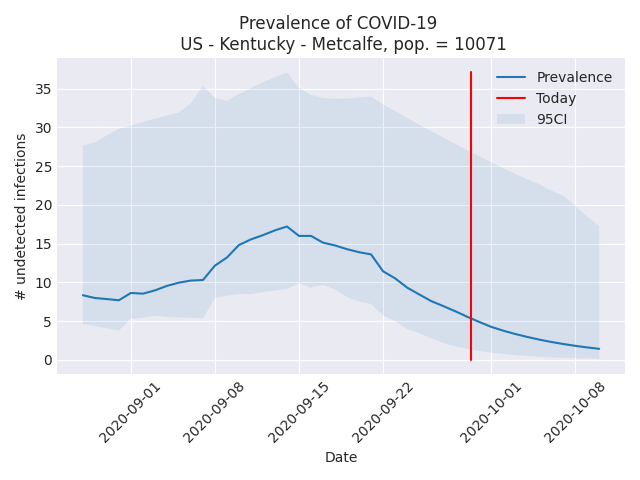 Prevalence of COVID-19
US - Kentucky - Metcalfe, pop. = 10071
Prevalence
Today
95CI
# undetected infections
35
30
25
20
15
10
5
0
2020-09-01
2020-09-08
2020-09-15
2020-09-22
2020-10-01
2020-10-08
Date